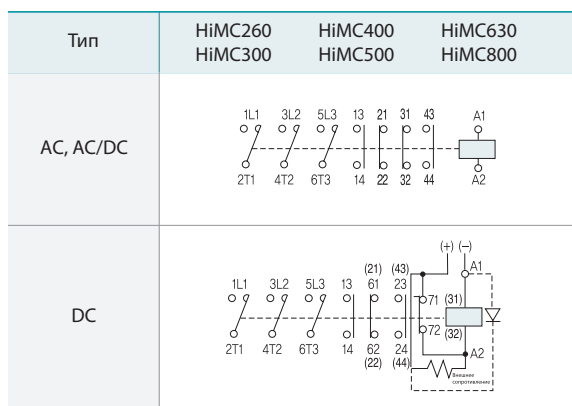 Тип
HiMC260 HiMC400 HiMC630
HiMC300 HiMC500 HiMC800
AC, AC/DC
1L1 3L2 5L3 13 21 31 43 A1
2T1 4T2 6T3 14 22 32 44 A2
DC
(+) (–)
(21) (43) A1
1L1 3L2 5L3 13 61 23
71 (31)
72 (32)
2T1 4T2 6T3 14 62 24 A2
(22) (44)
Внешнее
сопротивление